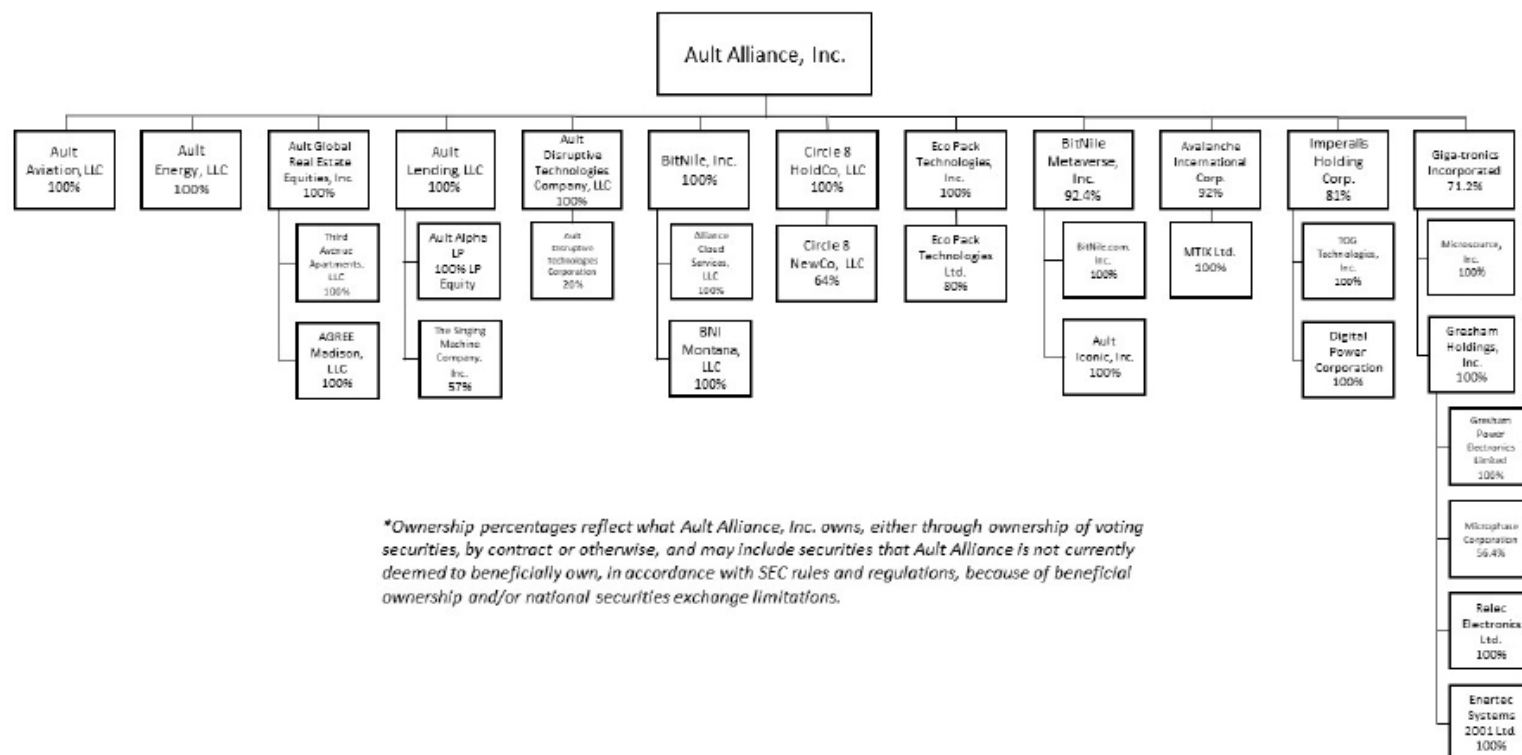 Ault Alliance, Inc.
Ault
Aviation, LLC
100%
Ault
Energy, LLC
100%
Ault Global
Real Estate
Equities, Inc.
100%
Ault
Lending, LLC
100%
Ault
Disruptive
Technologies
Company, LLC
100%
BitNile, Inc.
100%
Circle 8
HoldCo, LLC
100%
Eco Pack
Technologies,
Inc.
100%
BitNile
Metaverse,
Inc.
92.4%
Avalanche
International
Corp.
92%
Imperalis
Holding
Corp.
81%
Giga-tronics
Incorporated
71.2%
Third
Avenue
Apartments,
LLC
100%
Ault Alpha
LP
100% LP
Equity
Ault
Disruptive
Technologies
Corporation
20%
Alliance
Cloud
Services,
LLC
100%
Circle 8
NewCo, LLC
64%
Eco Pack
Technologies
Ltd.
80%
BitNile.com,
Inc.
100%
MTIX Ltd.
100%
TOG
Technologies,
Inc.
100%
Microsource,
Inc.
100%
AGREE
Madison,
LLC
100%
The Singing
Machine
Company,
Inc.
57%
BNI
Montana,
LLC
100%
Ault
Iconic, Inc.
100%
Digital
Power
Corporation
100%
Gresham
Holdings,
Inc.
100%
Gresham
Power
Electronics
Limited
100%
Microphase
Corporation
56.4%
Relec
Electronics
Ltd.
100%
Enertec
Systems
2001 Ltd.
100%
*Ownership percentages reflect what Ault Alliance, Inc. owns, either through ownership of voting
securities, by contract or otherwise, and may include securities that Ault Alliance is not currently
deemed to beneficially own, in accordance with SEC rules and regulations, because of beneficial
ownership and/or national securities exchange limitations.